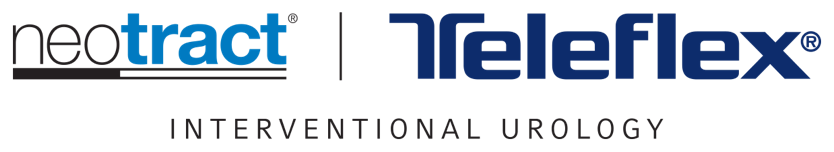 neotract® | Teleflex®
INTERVENTIONAL UROLOGY